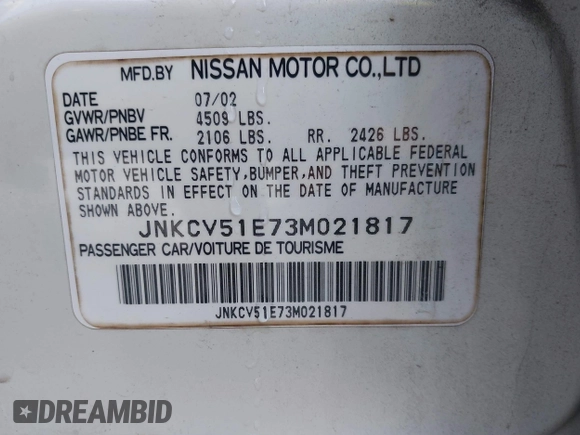 MFD.BY NISSAN MOTOR CO.,LTD
DATE 07/02
GVWR/PNBV 4509 LBS.
GAWR/PNBE FR. 2106 LBS. RR. 2426 LBS.
THIS VEHICLE CONFORMS TO ALL APPLICABLE FEDERAL
MOTOR VEHICLE SAFETY,BUMPER,AND THEFT PREVENTION
STANDARDS IN EFFECT ON THE DATE OF MANUFACTURE
SHOWN ABOVE.
JNKCV51E73M021817
PASSENGER CAR/VOITURE DE TOURISME
JNKCV51E73M021817
DREAMBID